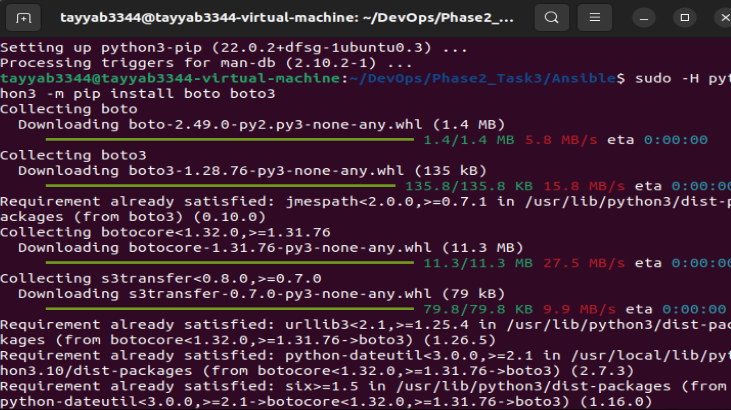 tayyab3344@tayyab3344-virtual-machine: ~/DevOps/Phase2_...
Setting up python3-pip (22.0.2+dfsg-1ubuntu0.3) ...
Processing triggers for man-db (2.10.2-1) ...
tayyab3344@tayyab3344-virtual-machine:~/DevOps/Phase2_Task3/Ansible$ sudo -H pyt
hon3 -m pip install boto boto3
Collecting boto
  Downloading boto-2.49.0-py2.py3-none-any.whl (1.4 MB)
1.4/1.4 MB 5.8 MB/s eta 0:00:00
Collecting boto3
  Downloading boto3-1.28.76-py3-none-any.whl (135 kB)
135.8/135.8 KB 15.8 MB/s eta 0:00:00
Requirement already satisfied: jmespath<2.0.0,>=0.7.1 in /usr/lib/python3/dist-p
ackages (from boto3) (0.10.0)
Collecting botocore<1.32.0,>=1.31.76
  Downloading botocore-1.31.76-py3-none-any.whl (11.3 MB)
11.3/11.3 MB 27.5 MB/s eta 0:00:00
Collecting s3transfer<0.8.0,>=0.7.0
  Downloading s3transfer-0.7.0-py3-none-any.whl (79 kB)
79.8/79.8 KB 9.9 MB/s eta 0:00:00
Requirement already satisfied: urllib3<2.1,>=1.25.4 in /usr/lib/python3/dist-pac
kages (from botocore<1.32.0,>=1.31.76->boto3) (1.26.5)
Requirement already satisfied: python-dateutil<3.0.0,>=2.1 in /usr/local/lib/pyt
hon3.10/dist-packages (from botocore<1.32.0,>=1.31.76->boto3) (2.7.3)
Requirement already satisfied: six>=1.5 in /usr/lib/python3/dist-packages (from
python-dateutil<3.0.0,>=2.1->botocore<1.32.0,>=1.31.76->boto3) (1.16.0)